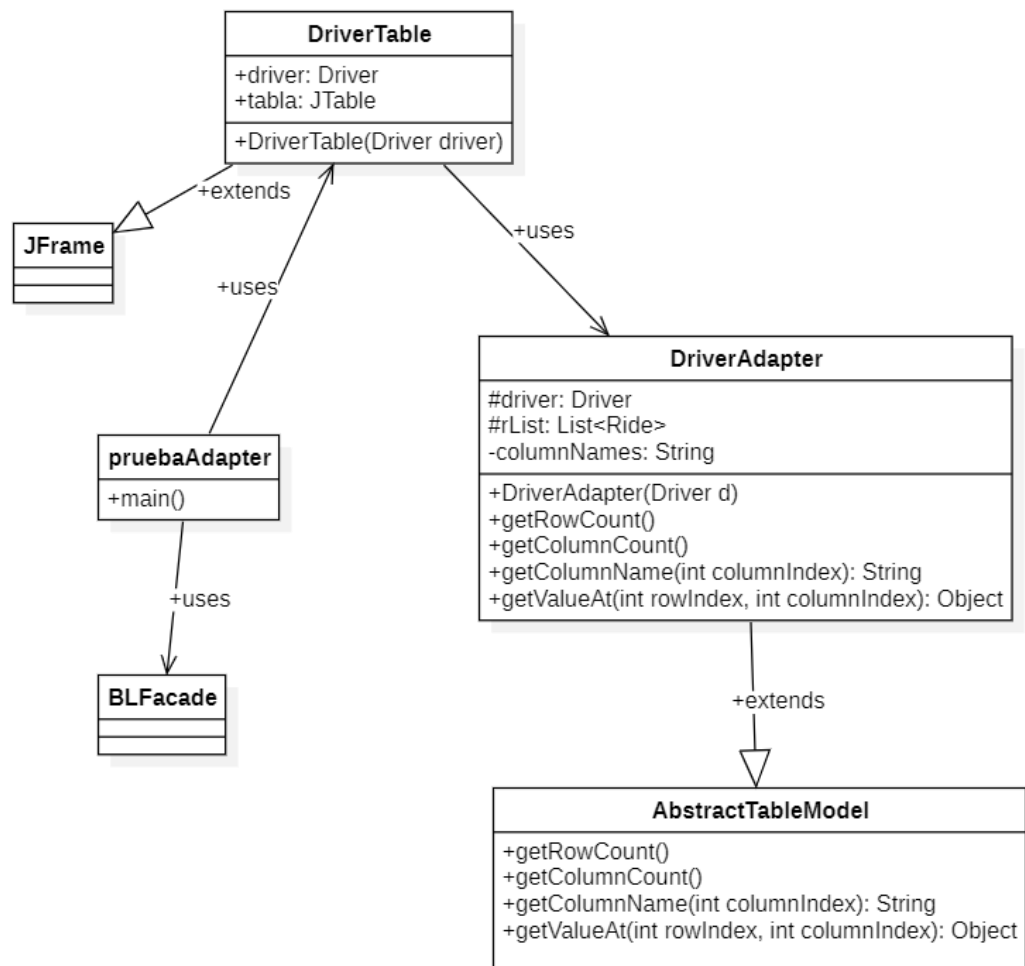 DriverTable
+driver: Driver
+tabla: JTable
+DriverTable(Driver driver)
+extends
JFrame
+uses
+uses
DriverAdapter
#driver: Driver
#rList: List<Ride>
-columnNames: String
+DriverAdapter(Driver d)
+getRowCount()
+getColumnCount()
+getColumnName(int columnIndex): String
+getValueAt(int rowIndex, int columnIndex): Object
pruebaAdapter
+main()
+uses
BLFacade
+extends
AbstractTableModel
+getRowCount()
+getColumnCount()
+getColumnName(int columnIndex): String
+getValueAt(int rowIndex, int columnIndex): Object